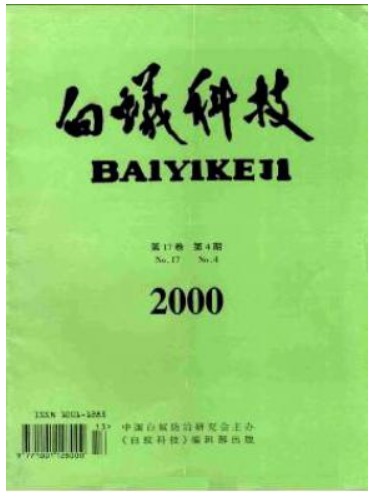 白蟻科技
BAIYIKEJI
第17卷 第4期
No.17 No.4
2000
中国白蚁防治研究会主办
《白蚁科技》编辑部出版